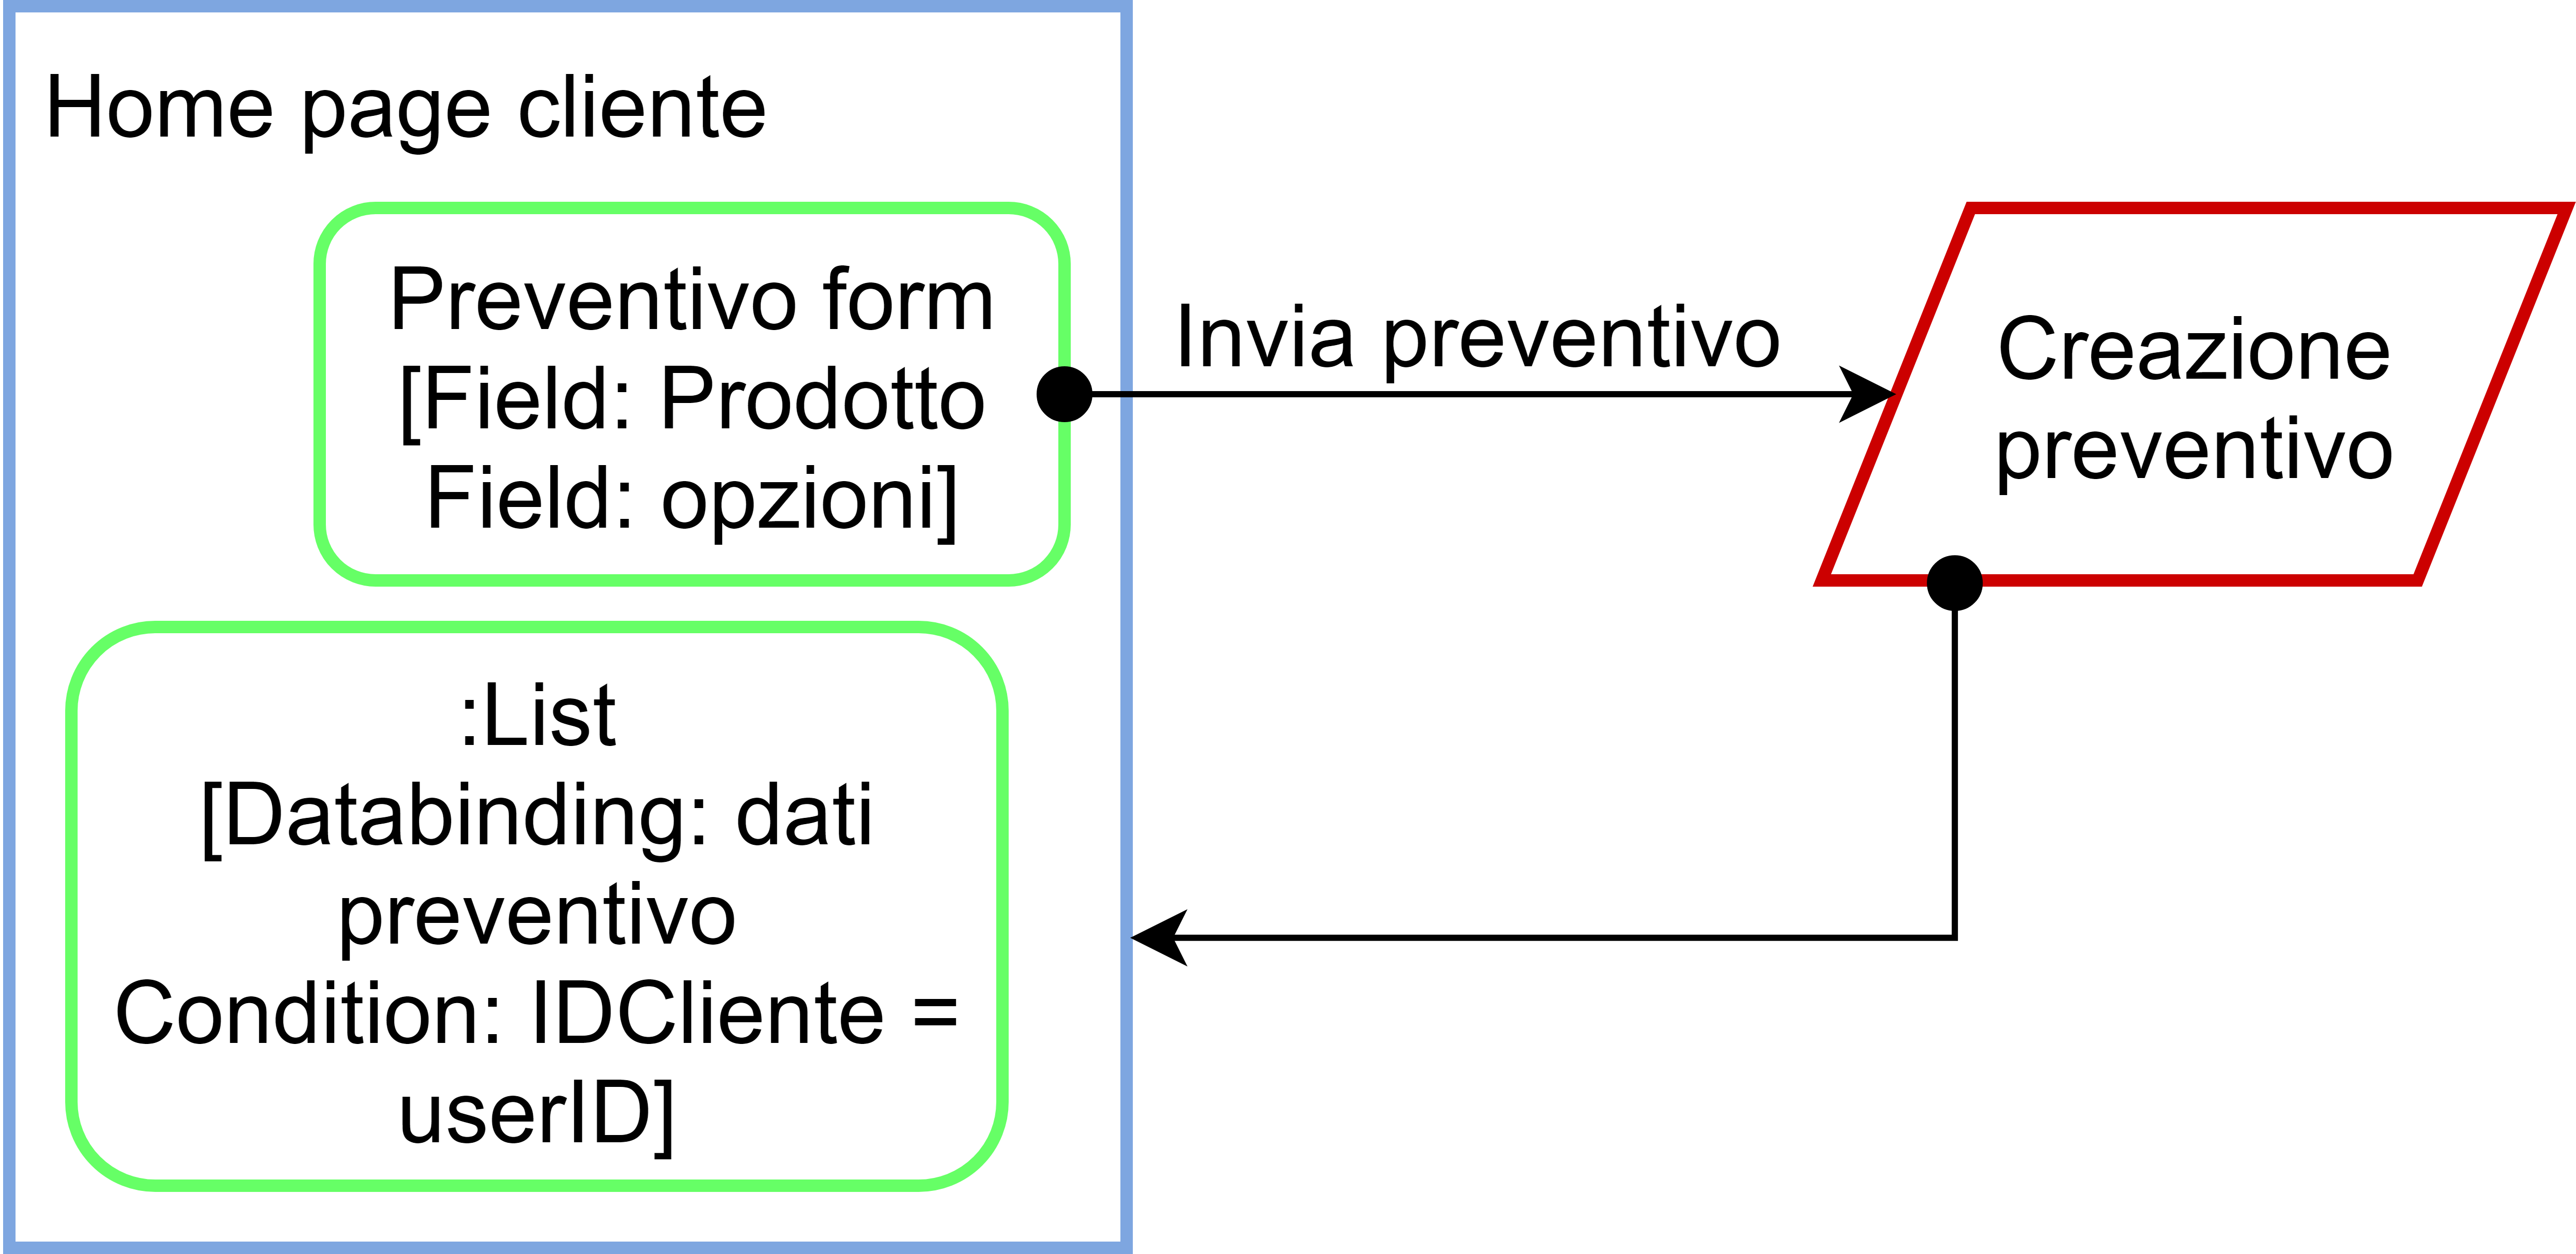 Home page cliente
Preventivo form
[Field: Prodotto
Field: opzioni]
Invia preventivo
Creazione
preventivo
:List
[Databinding: dati
preventivo
Condition: IDCliente =
userID]